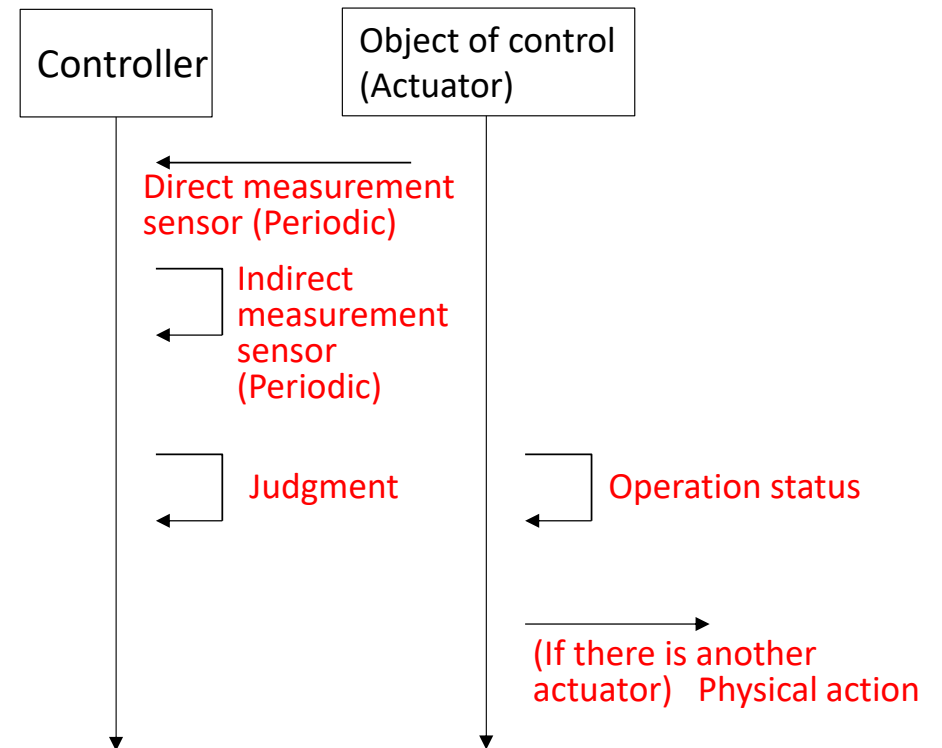 Controller
Object of control
(Actuator)
Direct measurement
sensor (Periodic)
Indirect
measurement
sensor
(Periodic)
Judgment
Operation status
(If there is another
actuator) Physical action